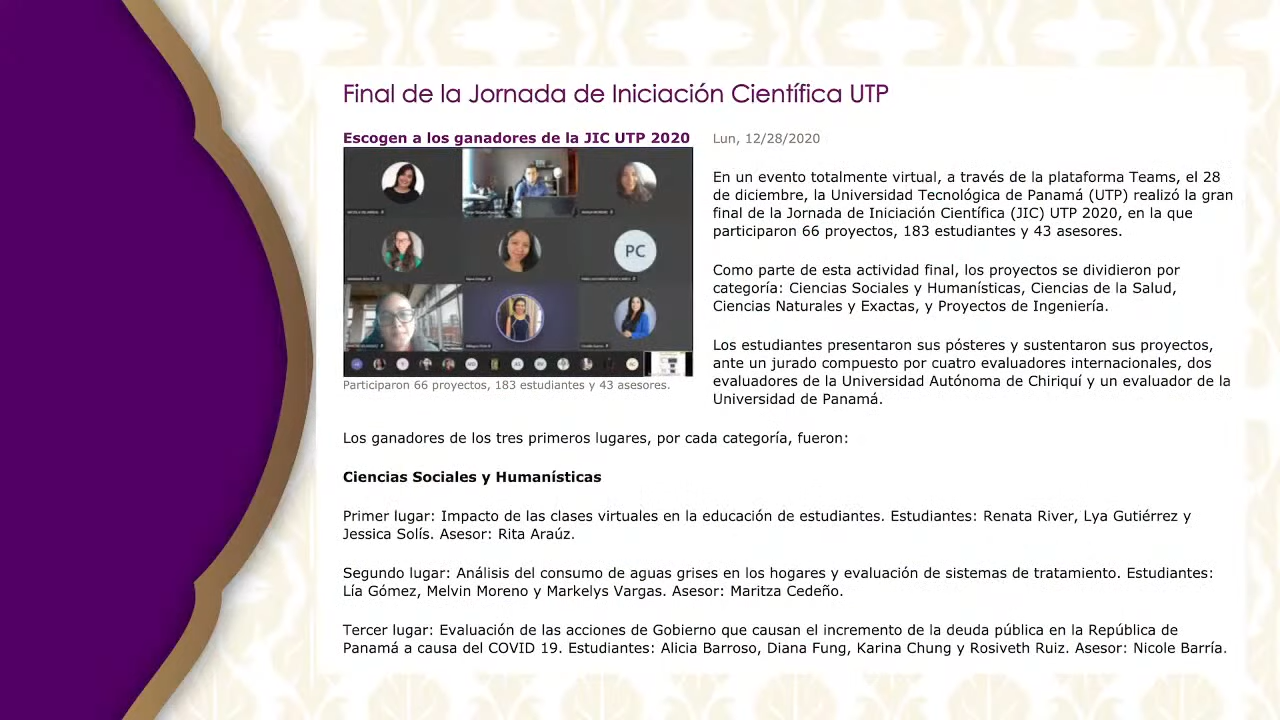 Final de la Jornada de Iniciación Científica UTP
Escogen a los ganadores de la JIC UTP 2020
Lun, 12/28/2020
PC
Participaron 66 proyectos, 183 estudiantes y 43 asesores.
En un evento totalmente virtual, a través de la plataforma Teams, el 28
de diciembre, la Universidad Tecnológica de Panamá (UTP) realizó la gran
final de la Jornada de Iniciación Científica (JIC) UTP 2020, en la que
participaron 66 proyectos, 183 estudiantes y 43 asesores.
Como parte de esta actividad final, los proyectos se dividieron por
categoría: Ciencias Sociales y Humanísticas, Ciencias de la Salud,
Ciencias Naturales y Exactas, y Proyectos de Ingeniería.
Los estudiantes presentaron sus pósteres y sustentaron sus proyectos,
ante un jurado compuesto por cuatro evaluadores internacionales, dos
evaluadores de la Universidad Autónoma de Chiriquí y un evaluador de la
Universidad de Panamá.
Los ganadores de los tres primeros lugares, por cada categoría, fueron:
Ciencias Sociales y Humanísticas
Primer lugar: Impacto de las clases virtuales en la educación de estudiantes. Estudiantes: Renata River, Lya Gutiérrez y
Jessica Solís. Asesor: Rita Araúz.
Segundo lugar: Análisis del consumo de aguas grises en los hogares y evaluación de sistemas de tratamiento. Estudiantes:
Lía Gómez, Melvin Moreno y Markelys Vargas. Asesor: Maritza Cedeño.
Tercer lugar: Evaluación de las acciones de Gobierno que causan el incremento de la deuda pública en la República de
Panamá a causa del COVID 19. Estudiantes: Alicia Barroso, Diana Fung, Karina Chung y Rosiveth Ruiz. Asesor: Nicole Barría.